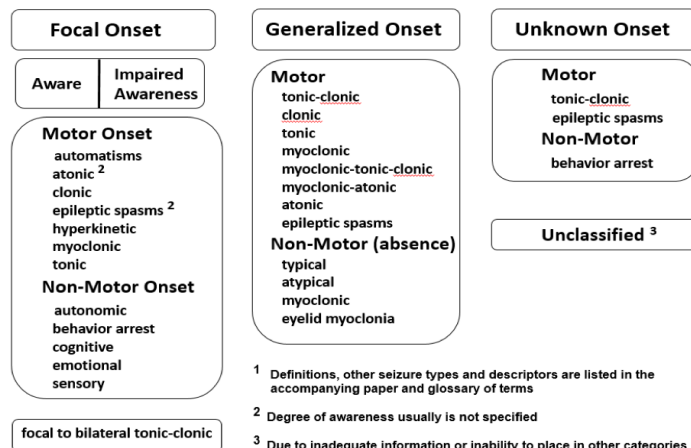 Focal Onset
Aware
Impaired
Awareness
Motor Onset
automatisms
atonic ²
clonic
epileptic spasms ²
hyperkinetic
myoclonic
tonic
Non-Motor Onset
autonomic
behavior arrest
cognitive
emotional
sensory
focal to bilateral tonic-clonic
Generalized Onset
Motor
tonic-clonic
clonic
tonic
myoclonic
myoclonic-tonic-clonic
myoclonic-atonic
atonic
epileptic spasms
Non-Motor (absence)
typical
atypical
myoclonic
eyelid myoclonia
Unknown Onset
Motor
tonic-clonic
epileptic spasms
Non-Motor
behavior arrest
Unclassified ³
¹ Definitions, other seizure types and descriptors are listed in the
accompanying paper and glossary of terms
² Degree of awareness usually is not specified
³ Due to inadequate information or inability to place in other categories